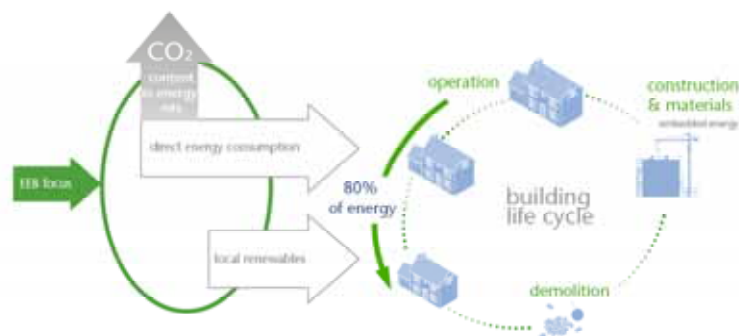 CO₂
content
in energy
mix
direct energy consumption
EEB focus
local renewables
80%
of energy
operation
construction
& materials
embedded energy
building
life cycle
demolition